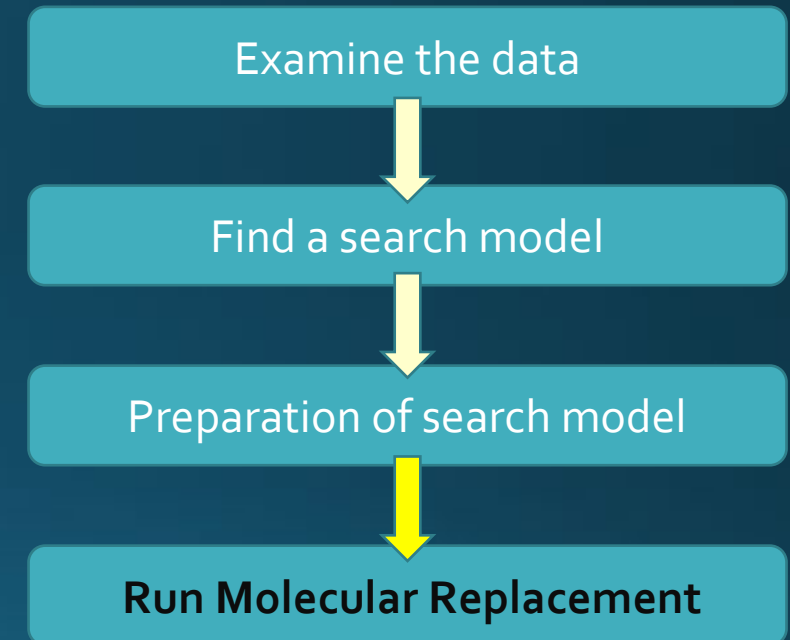 Examine the data
Find a search model
Preparation of search model
Run Molecular Replacement